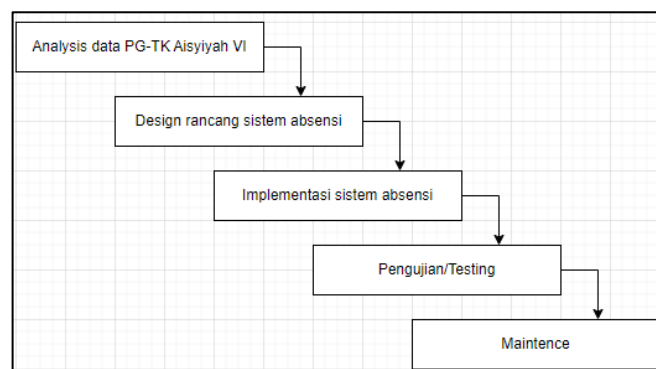 Analysis data PG-TK Aisyiyah VI
Design rancang sistem absensi
Implementasi sistem absensi
Pengujian/Testing
Maintence